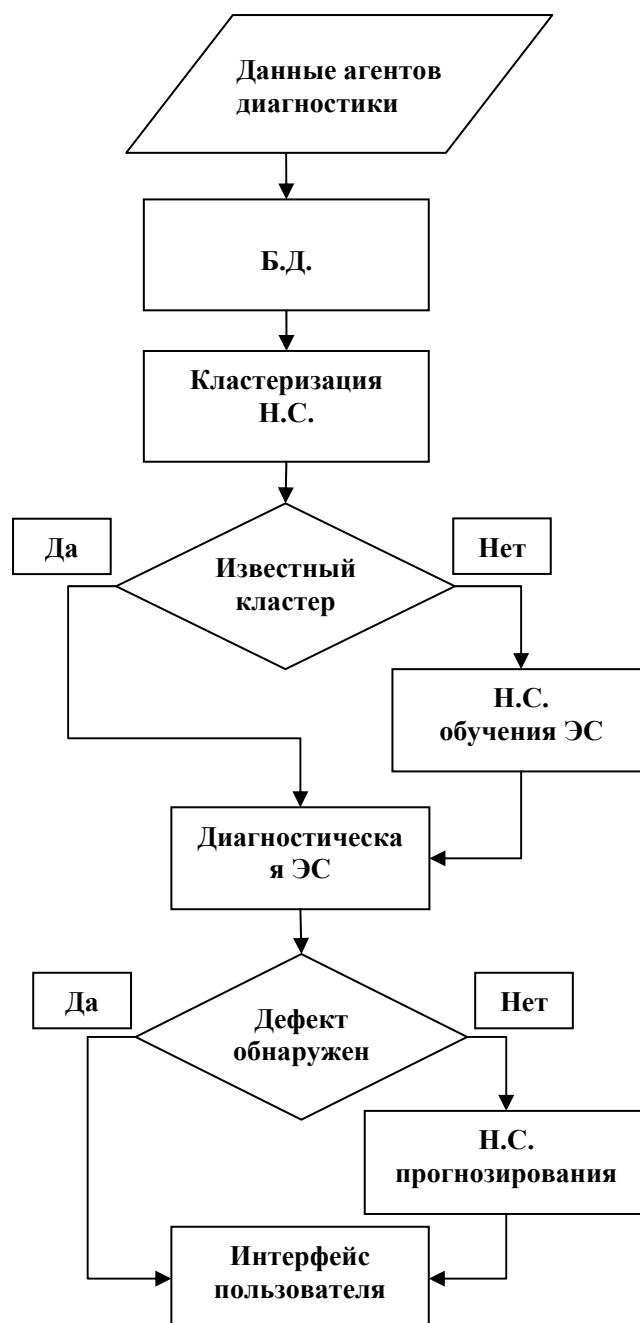 Данные агентов
диагностики
Б.Д.
Кластеризация
Н.С.
Да
Нет
Известный
кластер
Н.С.
обучения ЭС
Диагностическа
я ЭС
Да
Нет
Дефект
обнаружен
Н.С.
прогнозирования
Интерфейс
пользователя